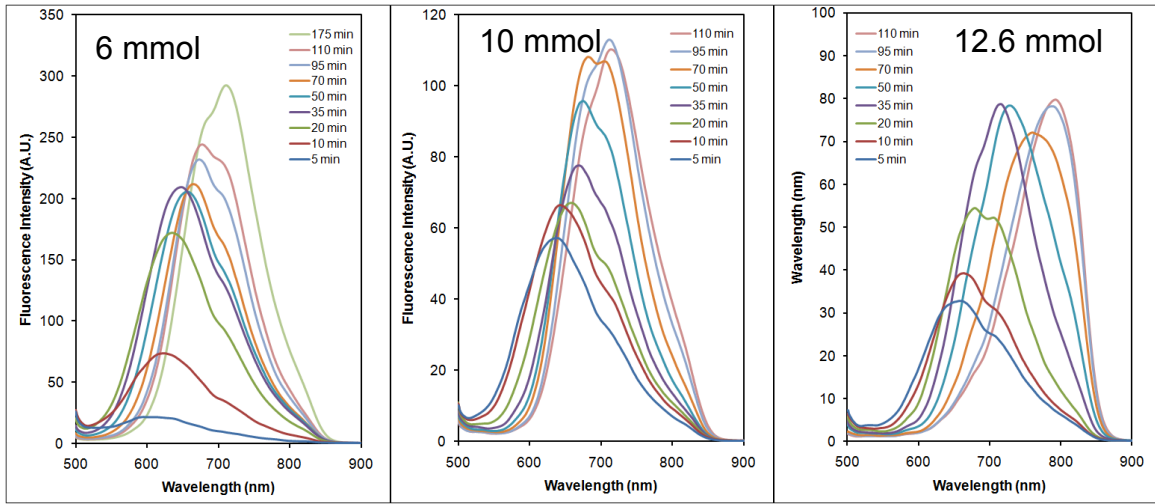 6 mmol
Fluorescence Intensity (A.U.)
350
300
250
200
150
100
50
0
175 min
110 min
95 min
70 min
50 min
35 min
20 min
10 min
5 min
500 600 700 800 900
Wavelength (nm)
10 mmol
Fluorescence Intensity (A.U.)
120
100
80
60
40
20
0
110 min
95 min
70 min
50 min
35 min
20 min
10 min
5 min
500 600 700 800 900
Wavelength (nm)
12.6 mmol
Wavelength (nm)
100
90
80
70
60
50
40
30
20
10
0
110 min
95 min
70 min
50 min
35 min
20 min
10 min
5 min
500 600 700 800 900
Wavelength (nm)